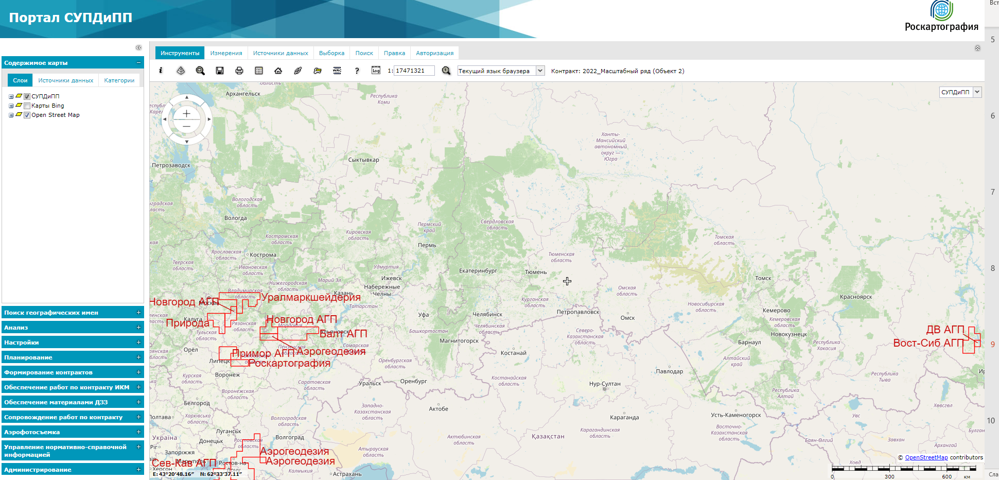 Портал СУПДиПП
Роскартография
Содержимое карты
Слои
Источники данных
Категории
СУПДиПП
Карты Bing
Open Street Map
Поиск географических имен
Анализ
Настройки
Планирование
Формирование контрактов
Обеспечение работ по контракту ИКМ
Обеспечение материалами ДЗЗ
Сопровождение работ по контракту
Аэрофотосъемка
Управление нормативно-справочной
информацией
Администрирование
Инструменты
Измерения
Источники данных
Выборка
Поиск
Правка
Авторизация
Log
1: 17471321
Текущий язык браузера
Контракт: 2022_Масштабный ряд (Объект 2)
СУПДиПП
Архангельск
Республика
Коми
Ханты-
Мансийский
автономный
округ —
Югра
Петрозаводск
Сыктывкар
Вологодская
область
Вологда
Пермский
край
Свердловская
область
Кировская
область
Костромская
область
Томская
область
Пермь
Ярославская
область
Кострома
Тверская
область
Тюменская
область
Ивановская
область
Удмуртия
Екатеринбург
Тюмень
Ижевск
Томск
Нижегородская
область
Марий Эл
Набережные
Челны
Омская
область
Владимирская
область
Казань
Красноярск
Новгород АГП
Москва
Уралмаркшейдерия
Курганская
область
Татарстан
Новосибирская
область
Кемерово
Петропавловск
Уфа
Челябинск
Омск
Калуга
Природа
Рязанская
область
Новгород АГП
Мордовия
Кемеровская
область
Тульская
область
Ульяновск
Балт АГП
Башкортостан
Челябинская
область
Северо-
Казахстанская
область
Новокузнецк
ДВ АГП
Вост-Сиб АГП
Магнитогорск
Барнаул
Республика
Хакасия
Самарская
область
Пензенская
область
Орёл
Примор АГП
Аэрогеодезия
Костанай
Липецк
Роскартография
Оренбургская
область
Алтайский
край
Воронеж
Павлодар
Курская
область
Костанайская
область
Республика
Тыва
Саратовская
область
Уральск
Оренбург
Нур-Султан
Воронежская
область
Республика
Алтай
Белгород
Западно-
Казахстанская
область
Актобе
Хөвсгөл
Полтава
Харківська
область
Волгоградская
область
Караганда
Усть-Каменогорск
Увс
Луганськ
Україна
Донецьк
Ростовская
область
Волгоград
Актюбинская
область
Казахстан
Карагандинская
область
Восточно-
Казахстанская
область
Баян-Өлгий
Завхан
Архангай
Булган
Запоріжжя
Аэрогеодезия
Атырауская
область
Аэрогеодезия
Сев-Кав АГП
Маріуполь
Ростов-на-
Дону
Херсон
Калмыкия
Астрахань
Ховд
© OpenStreetMap contributors
E: 43°20′48.16″ N: 62°33′37.11″
0 300 600 км
5
6
7
8
9
10